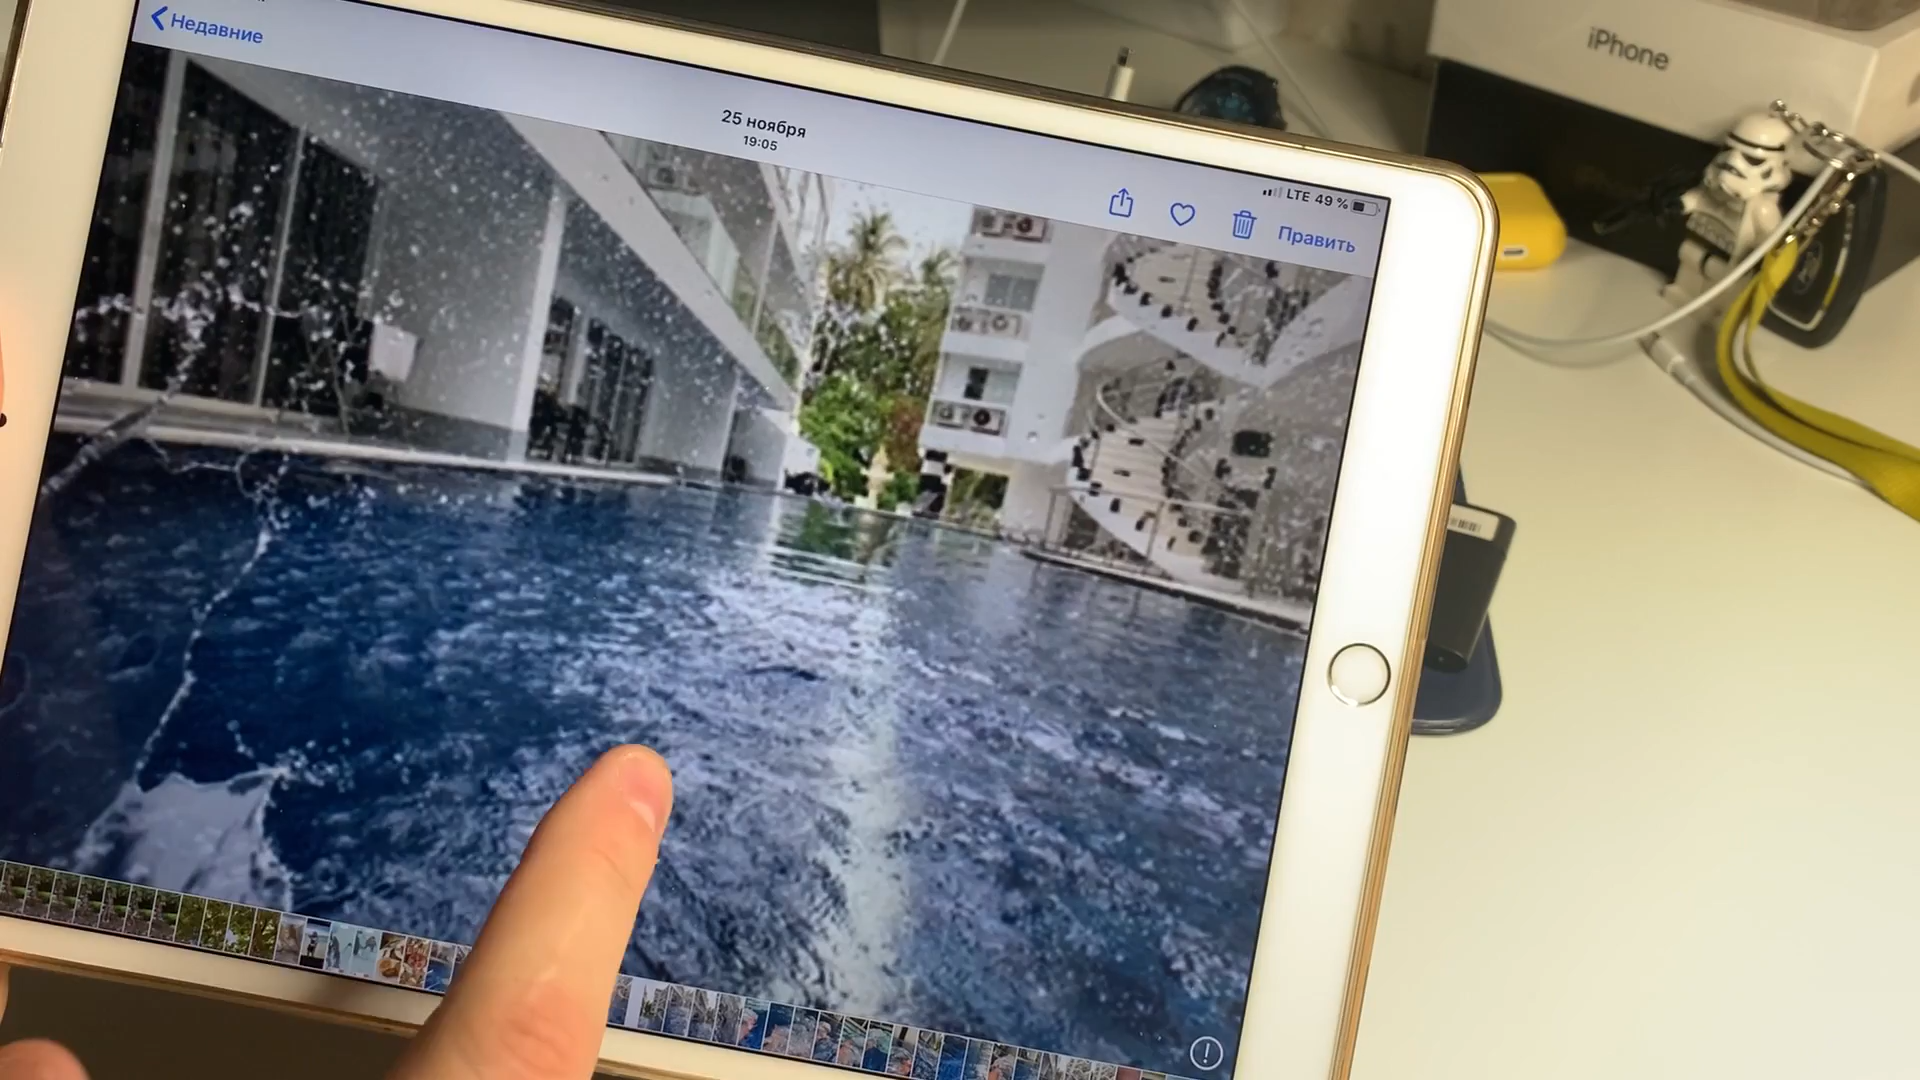 Недавние
25 ноября
19:05
LTE 49 %
Править
iPhone